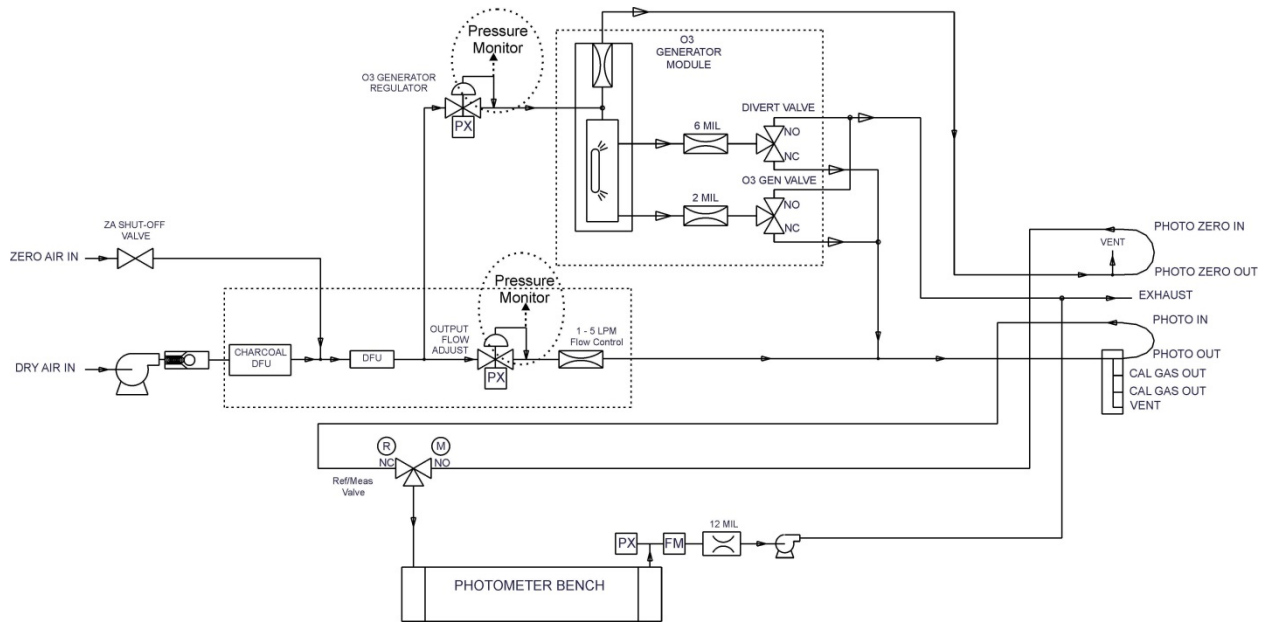 Pressure
Monitor
O3
GENERATOR
MODULE
O3 GENERATOR
REGULATOR
PX
DIVERT VALVE
6 MIL
NO
NC
O3 GEN VALVE
2 MIL
NO
NC
ZA SHUT-OFF
VALVE
ZERO AIR IN
PHOTO ZERO IN
VENT
PHOTO ZERO OUT
EXHAUST
Pressure
Monitor
OUTPUT
FLOW
ADJUST
1 - 5 LPM
Flow Control
PHOTO IN
CHARCOAL
DFU
DFU
PX
DRY AIR IN
PHOTO OUT
CAL GAS OUT
CAL GAS OUT
VENT
R
M
NC
NO
Ref/Meas
Valve
12 MIL
PX
FM
PHOTOMETER BENCH